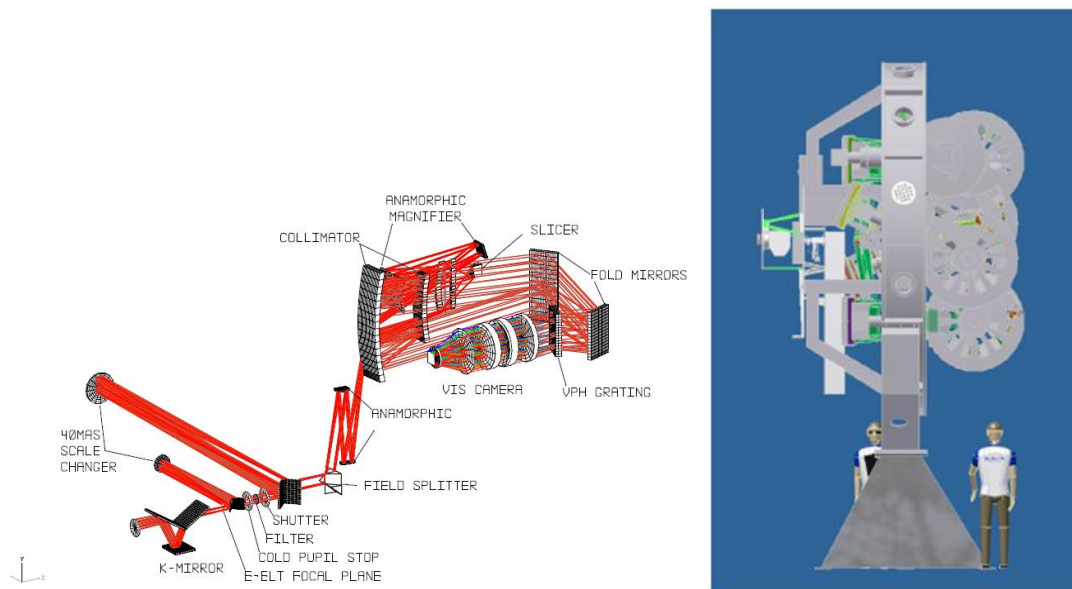 ANAMORPHIC
MAGNIFIER
COLLIMATOR
SLICER
FOLD MIRRORS
VIS CAMERA
VPH GRATING
ANAMORPHIC
40MAS
SCALE
CHANGER
FIELD SPLITTER
SHUTTER
FILTER
COLD PUPIL STOP
K-MIRROR
E-ELT FOCAL PLANE
Y